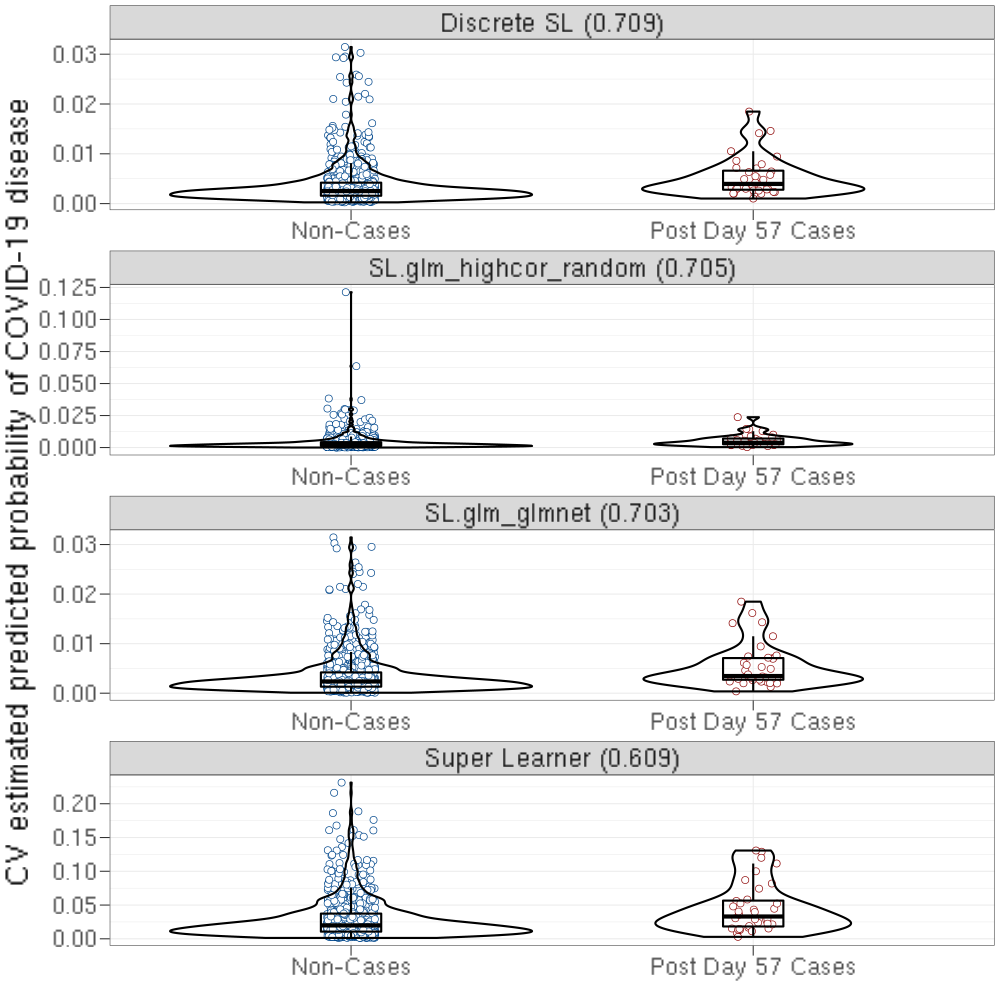 CV estimated predicted probability of COVID-19 disease
Discrete SL (0.709)
0.03
0.02
0.01
0.00
Non-Cases Post Day 57 Cases
SL.glm_highcor_random (0.705)
0.125
0.100
0.075
0.050
0.025
0.000
Non-Cases Post Day 57 Cases
SL.glm_glmnet (0.703)
0.03
0.02
0.01
0.00
Non-Cases Post Day 57 Cases
Super Learner (0.609)
0.20
0.15
0.10
0.05
0.00
Non-Cases Post Day 57 Cases